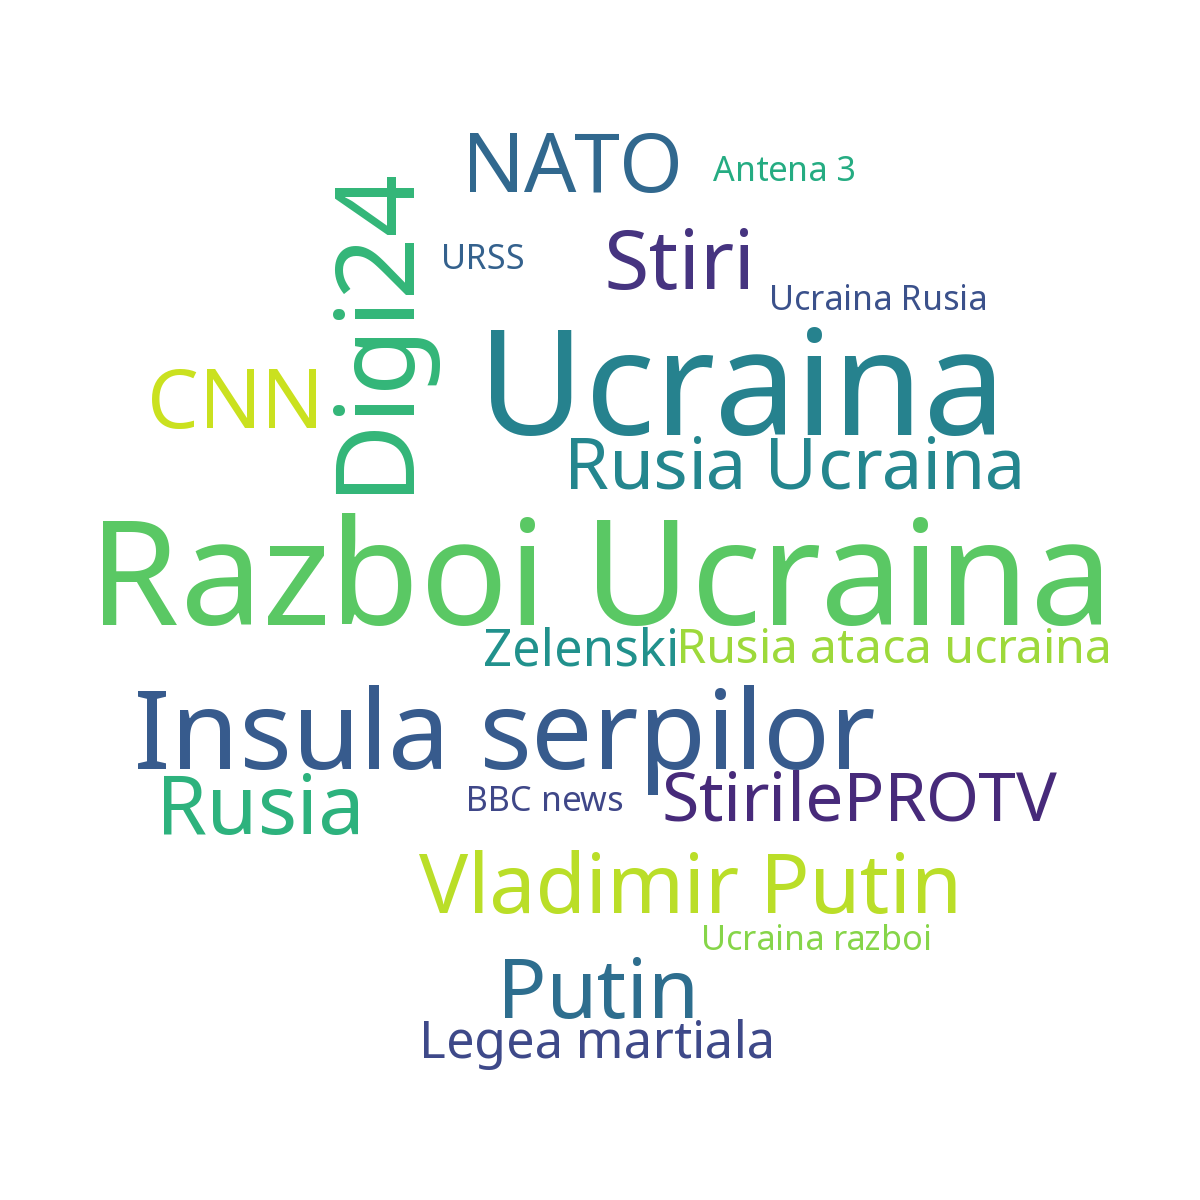 NATO
Antena 3
Digi24
URSS
Stiri
Ucraina Rusia
Ucraina
CNN
Rusia Ucraina
Razboi Ucraina
Zelenski
Rusia ataca ucraina
Insula serpilor
Rusia
BBC news
StirilePROTV
Vladimir Putin
Ucraina razboi
Putin
Legea martiala